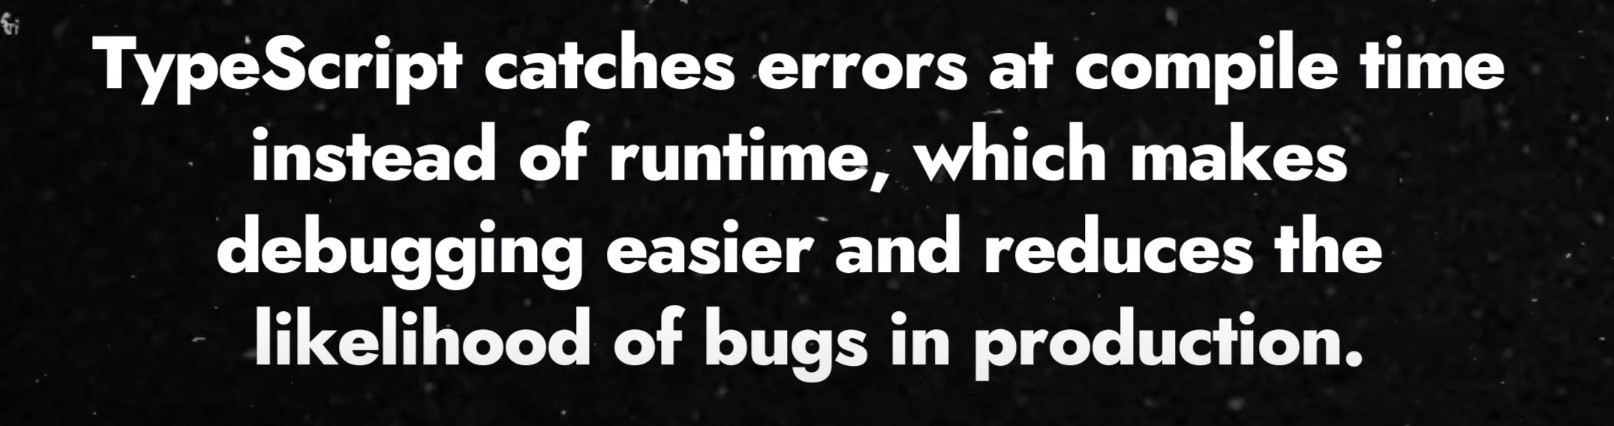 TypeScript catches errors at compile time
instead of runtime, which makes
debugging easier and reduces the
likelihood of bugs in production.